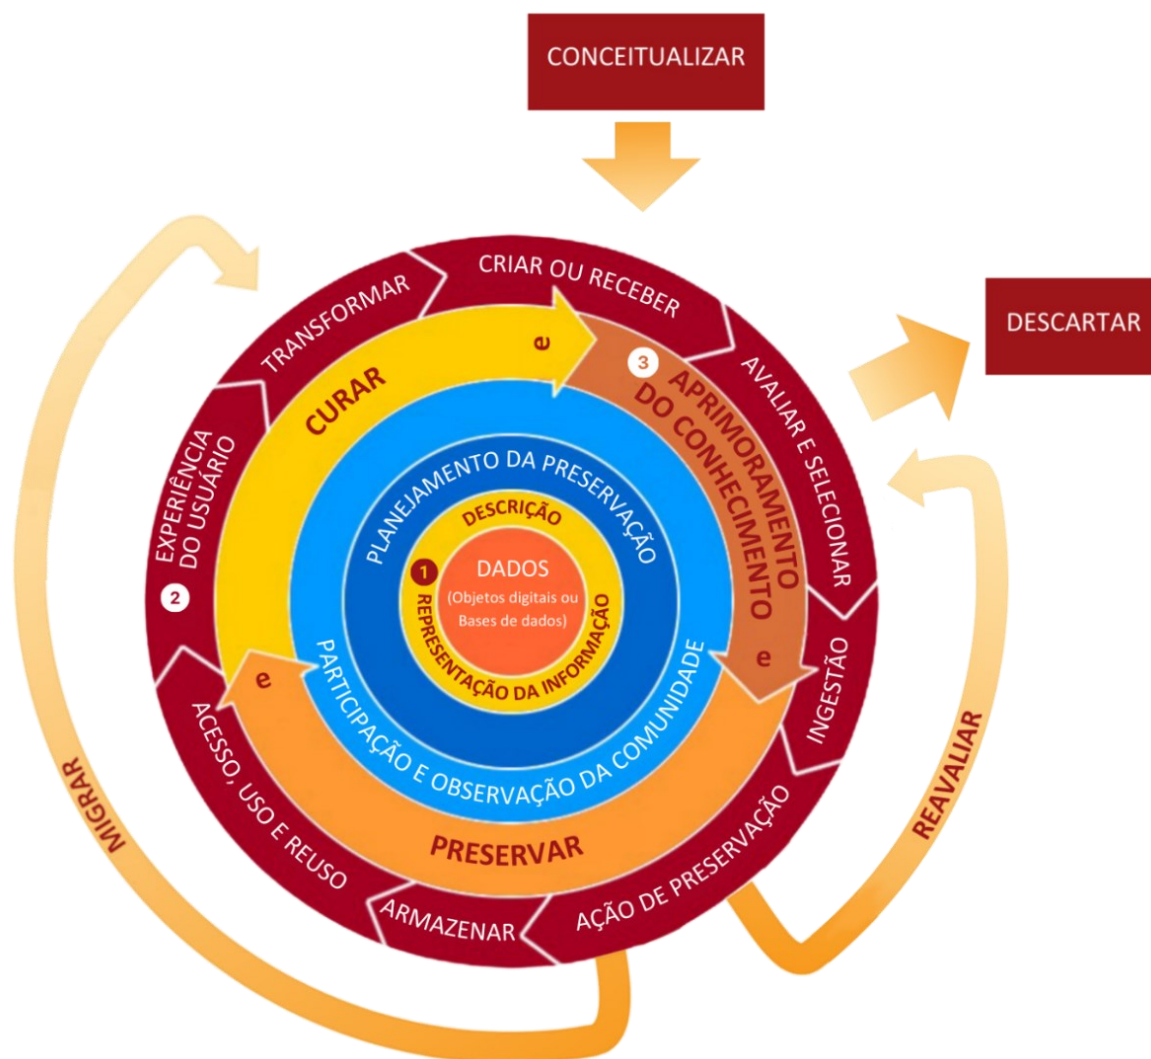 CONCEITUALIZAR
DESCARTAR
CRIAR OU RECEBER
AVALIAR E SELECIONAR
INGESTÃO
AÇÃO DE PRESERVAÇÃO
ARMAZENAR
ACESSO, USO E REUSO
2
EXPERIÊNCIA
DO USUÁRIO
TRANSFORMAR
CURAR
e
3
APRIMORAMENTO
DO CONHECIMENTO
e
PRESERVAR
e
PARTICIPAÇÃO E OBSERVAÇÃO DA COMUNIDADE
PLANEJAMENTO DA PRESERVAÇÃO
DESCRIÇÃO
1
REPRESENTAÇÃO DA INFORMAÇÃO
DADOS
(Objetos digitais ou
Bases de dados)
MIGRAR
REAVALIAR